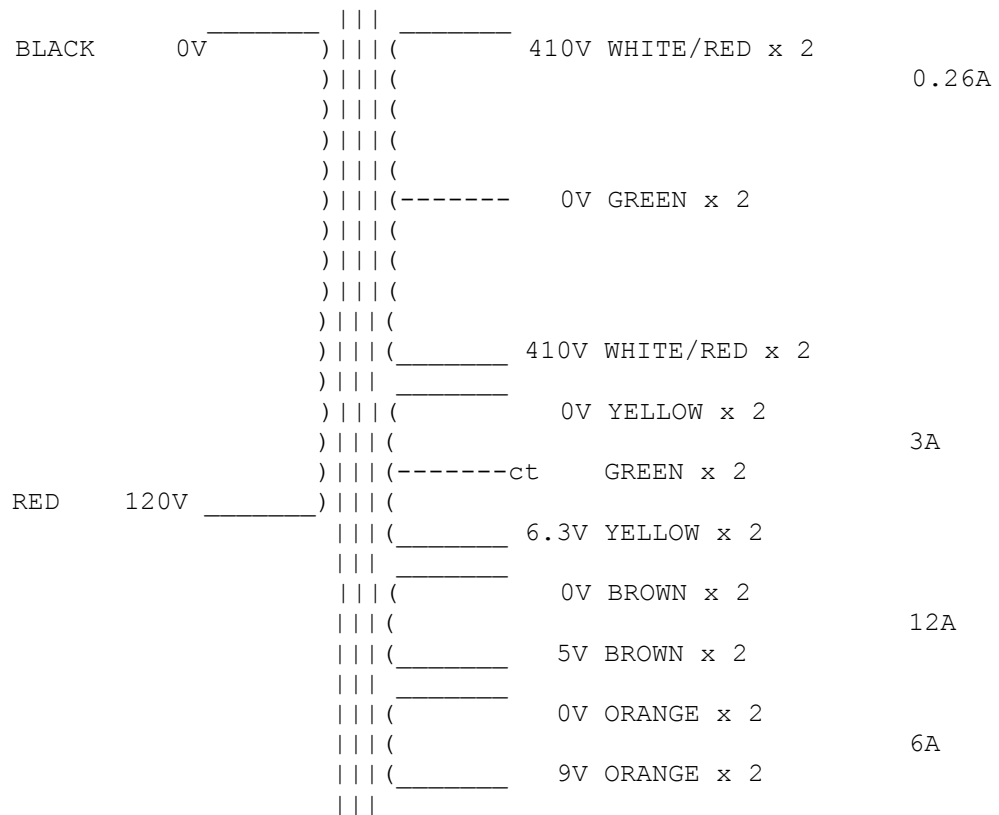 BLACK 0V 410V WHITE/RED x 2
0.26A
0V GREEN x 2
410V WHITE/RED x 2
0V YELLOW x 2
3A
ct GREEN x 2
RED 120V
6.3V YELLOW x 2
0V BROWN x 2
12A
5V BROWN x 2
0V ORANGE x 2
6A
9V ORANGE x 2